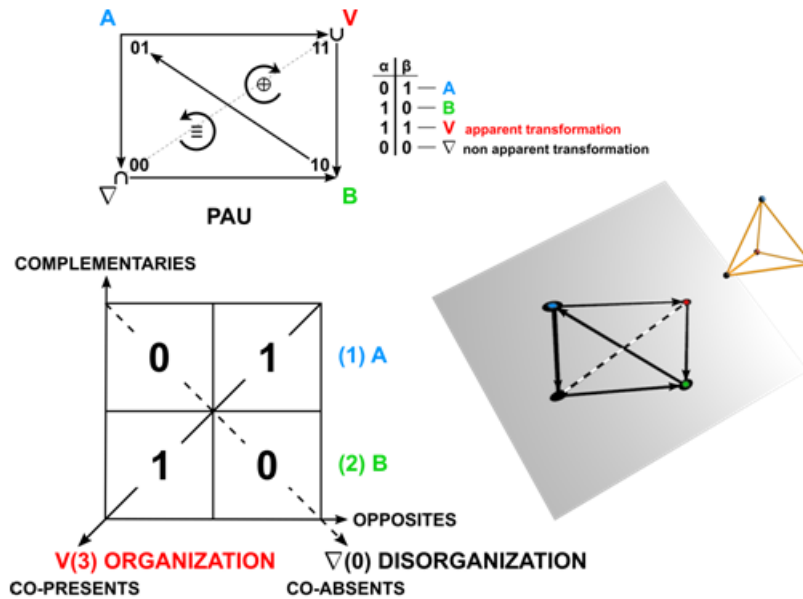 A V
01 11 ∪
⊕
≡
00 10
∩
∇ B
PAU
α β
0 1 — A
1 0 — B
1 1 — V apparent transformation
0 0 — ∇ non apparent transformation
COMPLEMENTARIES
0 1 (1) A
1 0 (2) B
OPPOSITES
V(3) ORGANIZATION ∇(0) DISORGANIZATION
CO-PRESENTS CO-ABSENTS